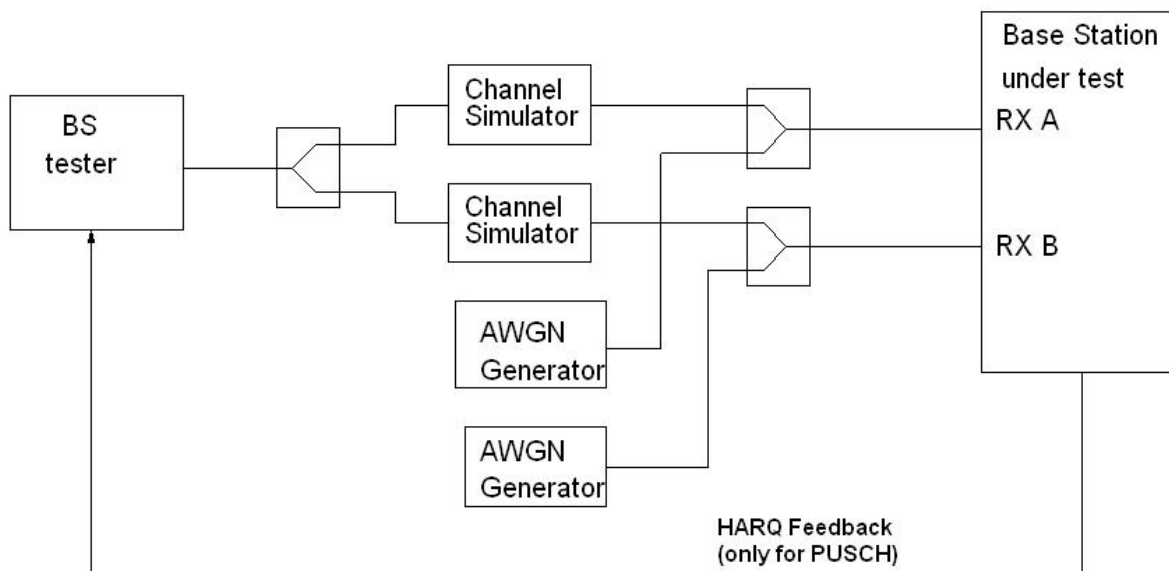 BS
tester
Channel
Simulator
Channel
Simulator
AWGN
Generator
AWGN
Generator
Base Station
under test
RX A
RX B
HARQ Feedback
(only for PUSCH)